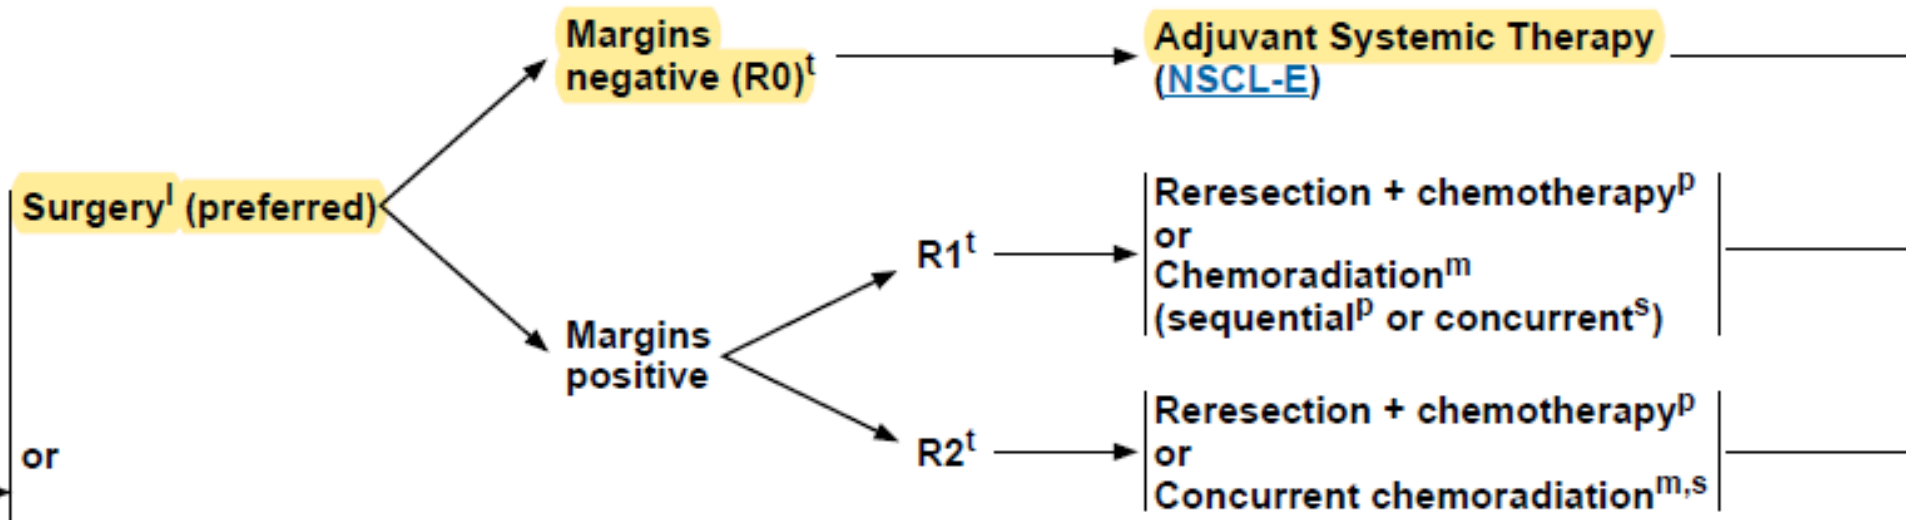 Margins
negative (R0)t
Adjuvant Systemic Therapy
(NSCL-E)
Surgeryl (preferred)
Margins
positive
R1t
Reresection + chemotherapyp
or
Chemoradiationm
(sequentialp or concurrents)
R2t
Reresection + chemotherapyp
or
Concurrent chemoradiationm,s
or